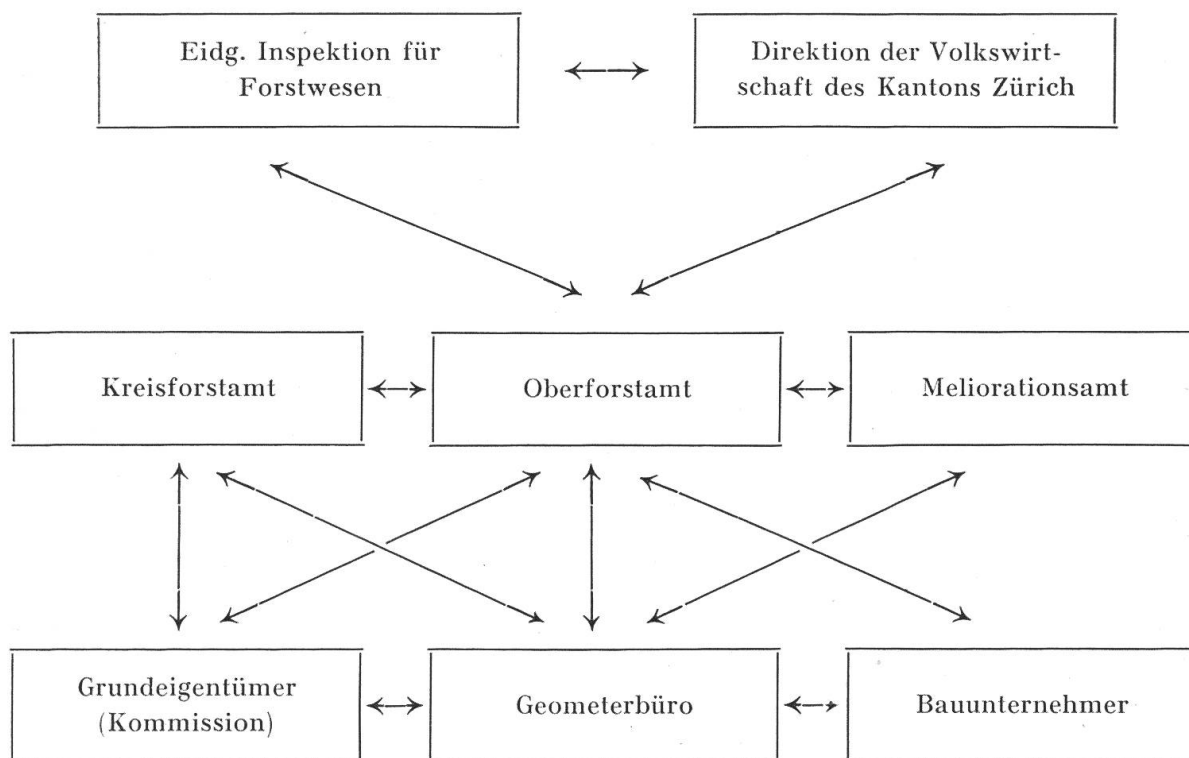 Eidg. Inspektion für
Forstwesen
Direktion der Volkswirt-
schaft des Kantons Zürich
Kreisforstamt
Oberforstamt
Meliorationsamt
Grundeigentümer
(Kommission)
Geometerbüro
Bauunternehmer